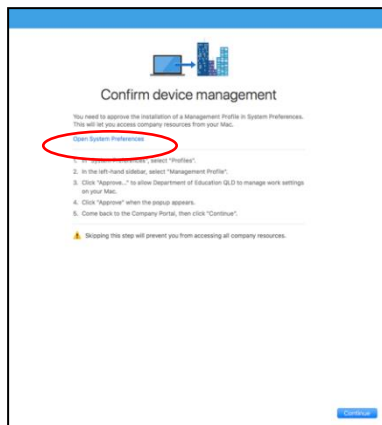 Confirm device management
You need to approve the installation of a Management Profile in System Preferences.
This will let you access company resources from your Mac.
Open System Preferences
1. In "System Preferences", select "Profiles".
2. In the left-hand sidebar, select "Management Profile".
3. Click "Approve..." to allow Department of Education QLD to manage work settings
on your Mac.
4. Click "Approve" when the popup appears.
5. Come back to the Company Portal, then click "Continue".
Skipping this step will prevent you from accessing all company resources.
Continue